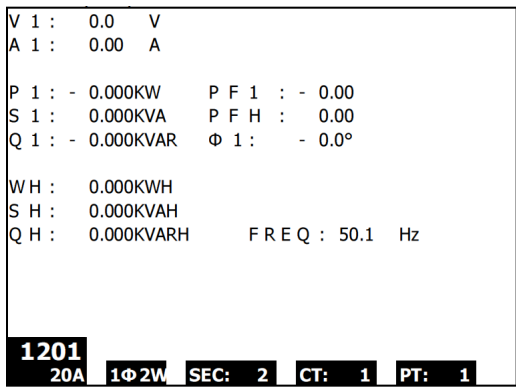 V 1 : 0.0 V
A 1 : 0.00 A
P 1 : - 0.000KW P F 1 : - 0.00
S 1 : 0.000KVA P F H : 0.00
Q 1 : - 0.000KVAR Φ 1 : - 0.0°
W H : 0.000KWH
S H : 0.000KVAH
Q H : 0.000KVARH F R E Q : 50.1 Hz
1201
20A 1Φ2W SEC: 2 CT: 1 PT: 1